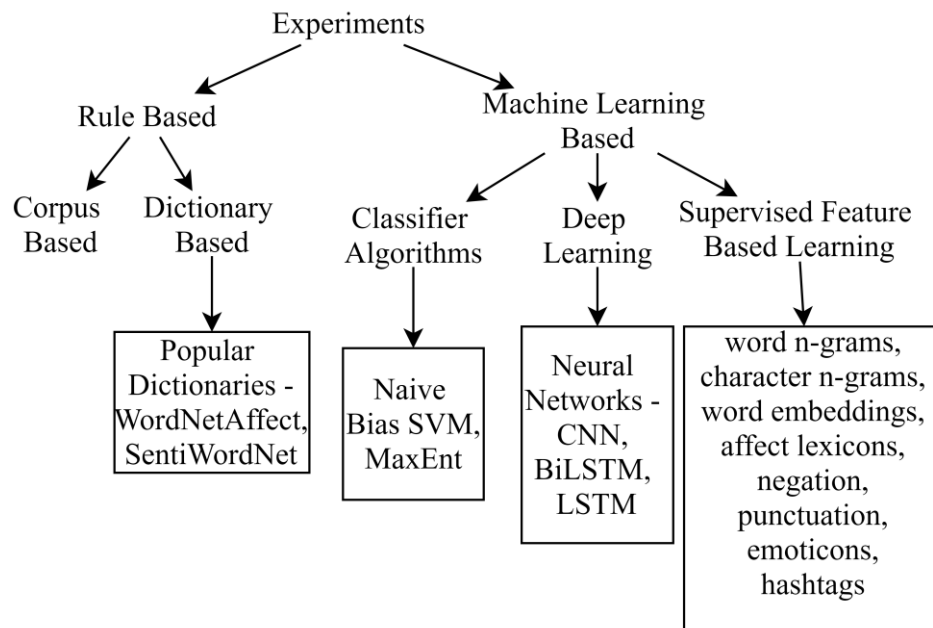 Experiments
Rule Based
Machine Learning
Based
Corpus
Based
Dictionary
Based
Classifier
Algorithms
Deep
Learning
Supervised Feature
Based Learning
Popular
Dictionaries -
WordNetAffect,
SentiWordNet
Naive
Bias SVM,
MaxEnt
Neural
Networks -
CNN,
BiLSTM,
LSTM
word n-grams,
character n-grams,
word embeddings,
affect lexicons,
negation,
punctuation,
emoticons,
hashtags